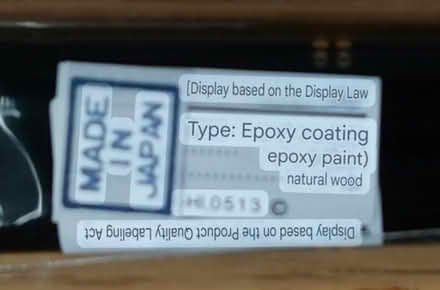 MADE
IN
JAPAN
[Display based on the Display Law
Type: Epoxy coating
epoxy paint)
natural wood
HL0513
Display based on the Product Quality Labeling Act